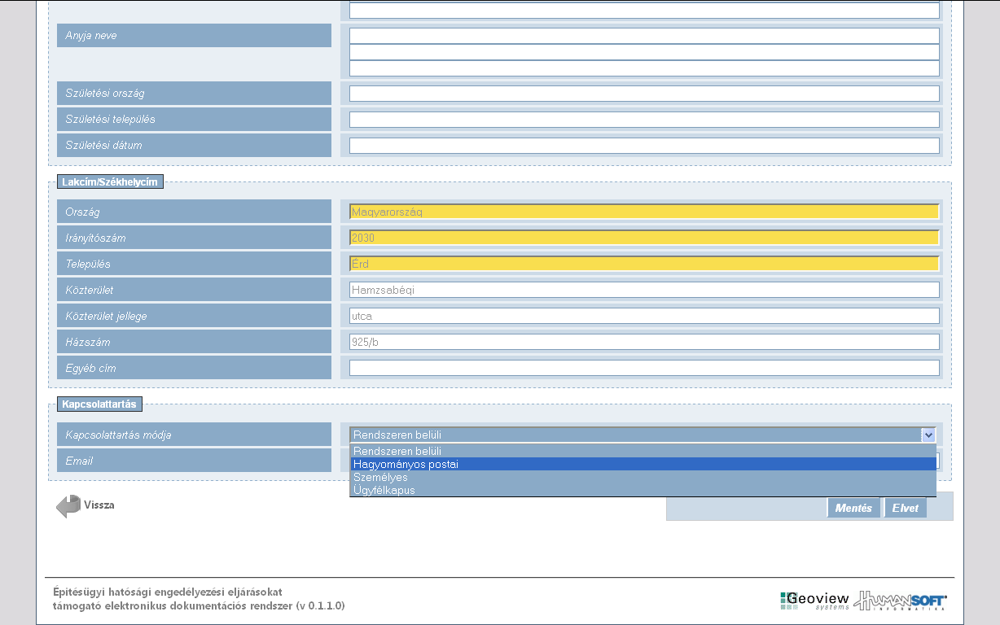 Anyja neve
Születési ország
Születési település
Születési dátum
Lakcím/Székhelycím
Ország Magyarország
Irányítószám 2030
Település Érd
Közterület Hamzsabégi
Közterület jellege utca
Házszám 925/b
Egyéb cím
Kapcsolattartás
Kapcsolattartás módja Rendszeren belüli
Rendszeren belüli
Email Hagyományos postai
Személyes
Ügyfélkapus
Vissza Mentés Elvet
Építésügyi hatósági engedélyezési eljárásokat
támogató elektronikus dokumentációs rendszer (v 0.1.1.0)
Geoview systems HUMANSOFT INFORMATIKA